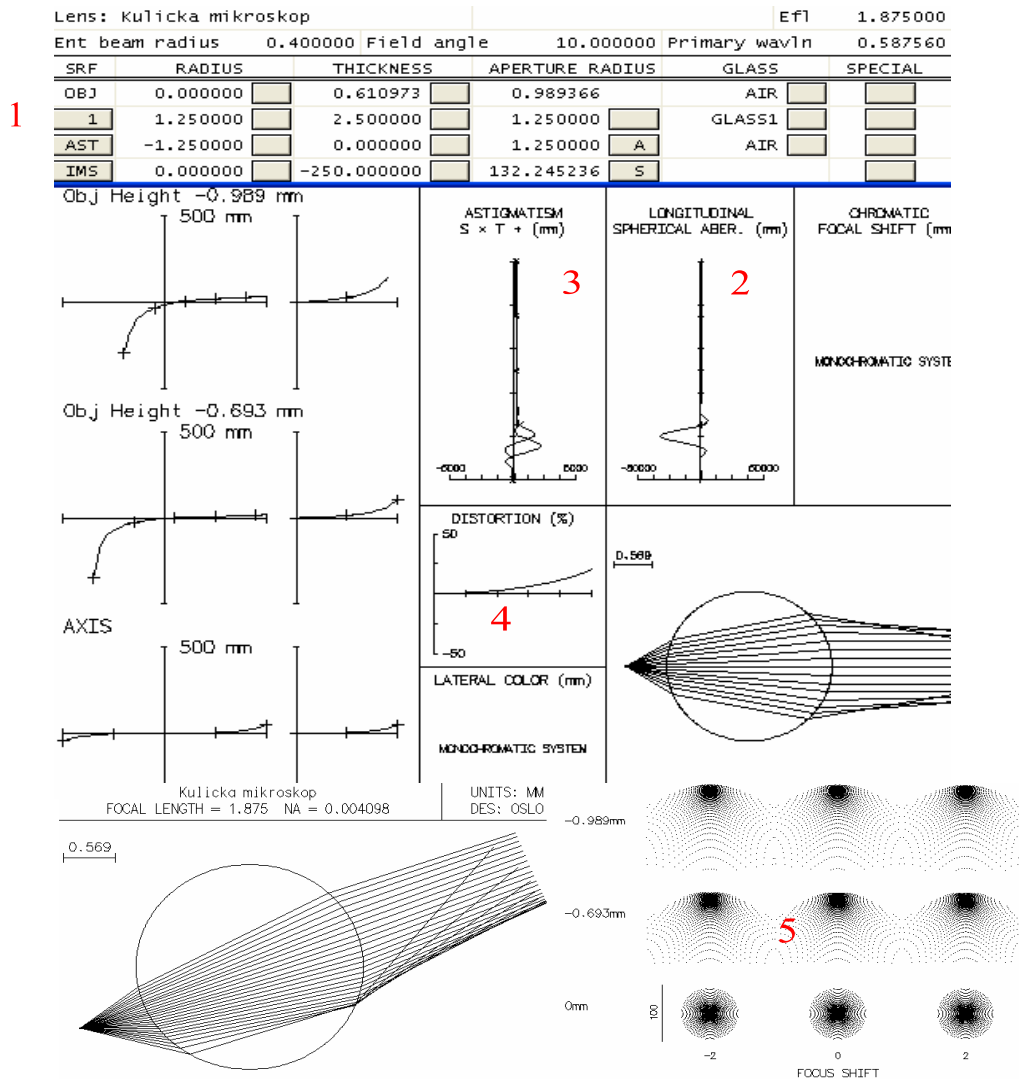 Lens: Kulicka mikroskop Efl 1.875000
Ent beam radius 0.400000 Field angle 10.000000 Primary wavln 0.587560
SRF RADIUS THICKNESS APERTURE RADIUS GLASS SPECIAL
OBJ 0.000000 0.610973 0.989366 AIR
1
1 1.250000 2.500000 1.250000 GLASS1
AST -1.250000 0.000000 1.250000 A AIR
IMS 0.000000 -250.000000 132.245236 S
Obj Height -0.989 mm
500 mm
ASTIGMATISM
S × T + (mm)
3
-5000 5000
LONGITUDINAL
SPHERICAL ABER. (mm)
2
-50000 50000
CHROMATIC
FOCAL SHIFT (mm
MONOCHROMATIC SYSTE
Obj Height -0.693 mm
500 mm
DISTORTION (%)
50
4
-50
0.569
AXIS
500 mm
LATERAL COLOR (mm)
MONOCHROMATIC SYSTEM
Kulicka mikroskop
FOCAL LENGTH = 1.875 NA = 0.004098
UNITS: MM
DES: OSLO
0.569
-0.989mm
-0.693mm
5
0mm
100
-2 0 2
FOCUS SHIFT